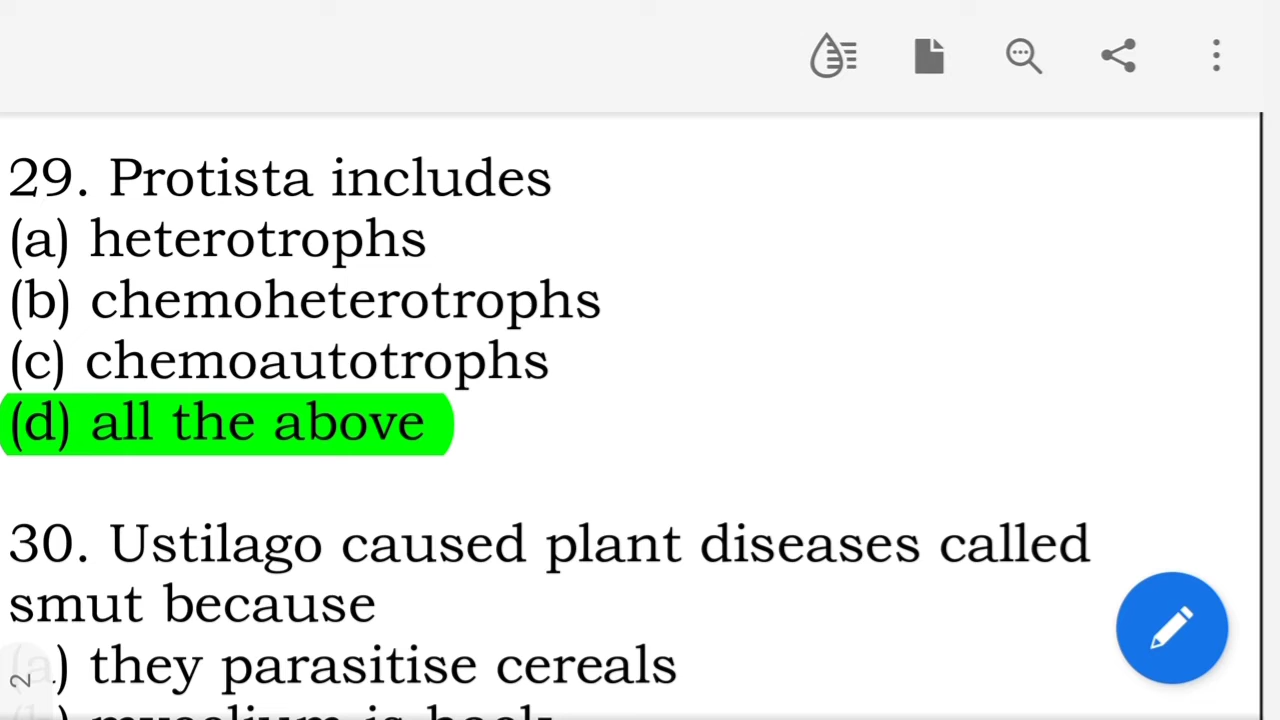 29. Protista includes
(a) heterotrophs
(b) chemoheterotrophs
(c) chemoautotrophs
(d) all the above
30. Ustilago caused plant diseases called
smut because
(a) they parasitise cereals
2